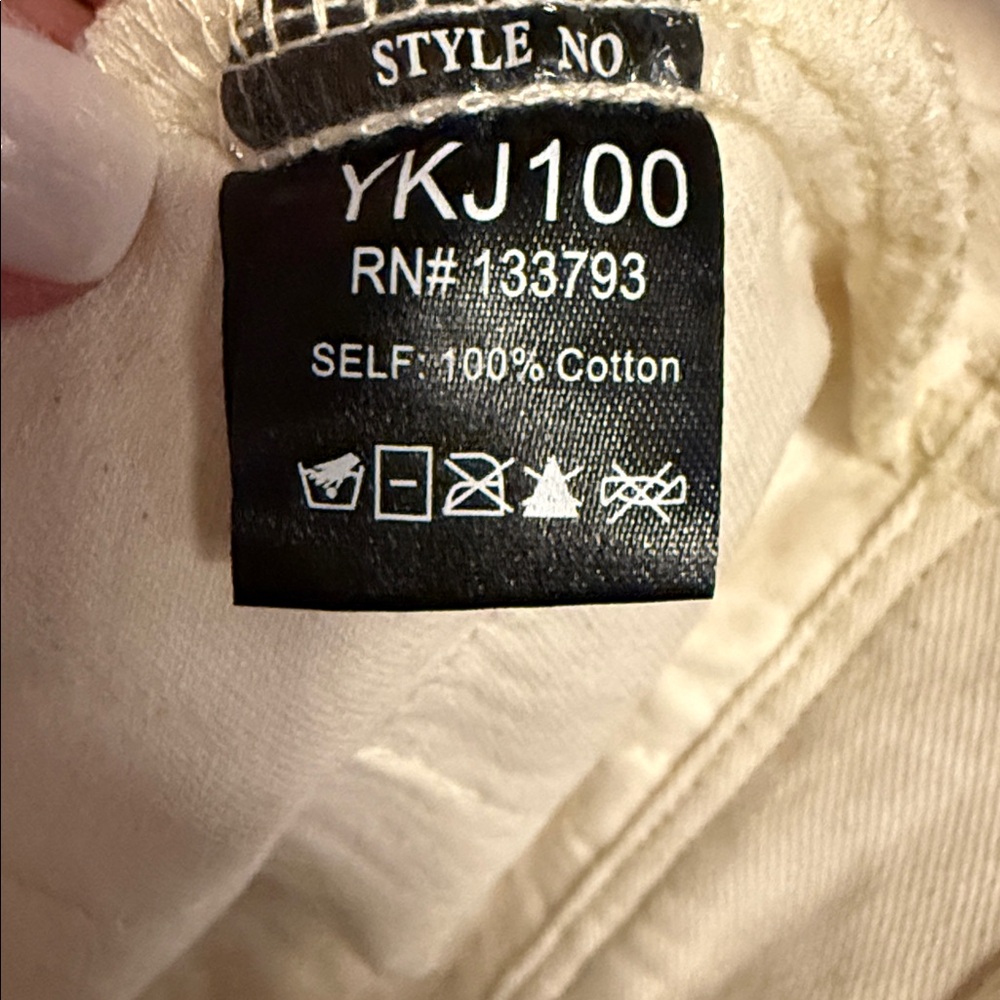 STYLE NO
YKJ100
RN# 133793
SELF: 100% Cotton